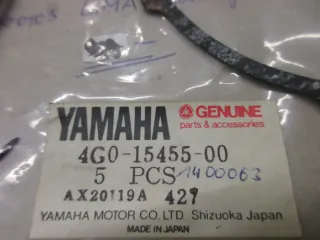 YAMAHA GENUINE
parts & accessories
4G0-15455-00
5 PCS 1400063
AX20119A 427
YAMAHA MOTOR CO.,LTD. Shizuoka Japan
MADE IN JAPAN